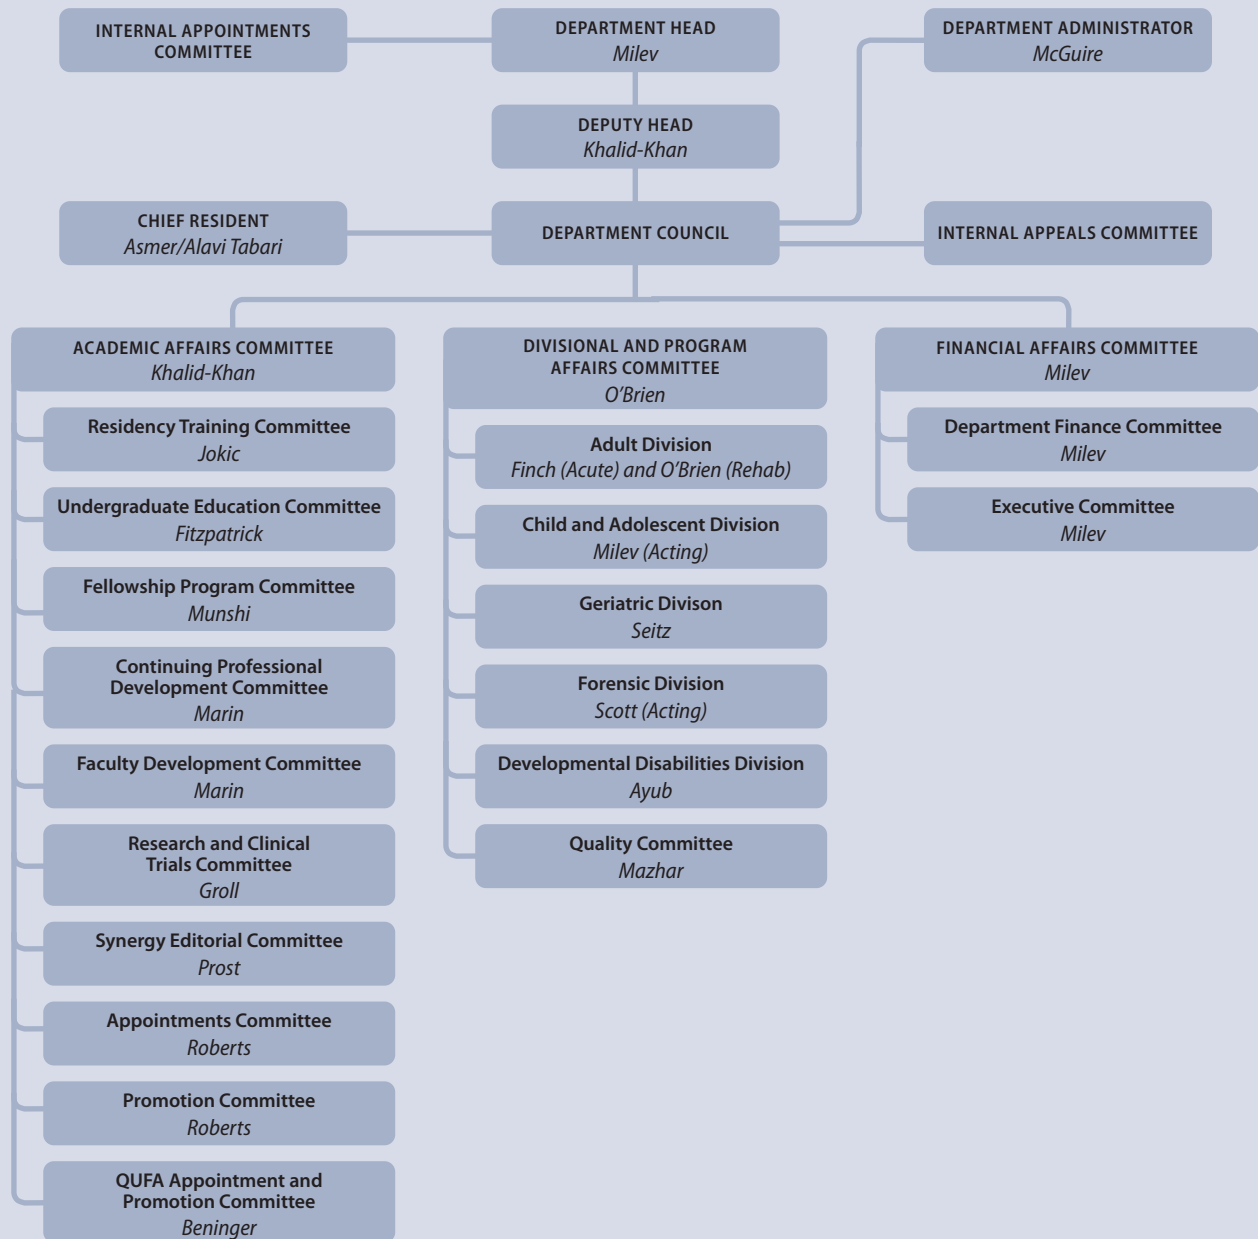 INTERNAL APPOINTMENTS
COMMITTEE
DEPARTMENT HEAD
Milev
DEPARTMENT ADMINISTRATOR
McGuire
DEPUTY HEAD
Khalid-Khan
CHIEF RESIDENT
Asmer/Alavi Tabari
DEPARTMENT COUNCIL
INTERNAL APPEALS COMMITTEE
ACADEMIC AFFAIRS COMMITTEE
Khalid-Khan
Residency Training Committee
Jokic
Undergraduate Education Committee
Fitzpatrick
Fellowship Program Committee
Munshi
Continuing Professional
Development Committee
Marin
Faculty Development Committee
Marin
Research and Clinical
Trials Committee
Groll
Synergy Editorial Committee
Prost
Appointments Committee
Roberts
Promotion Committee
Roberts
QUFA Appointment and
Promotion Committee
Beninger
DIVISIONAL AND PROGRAM
AFFAIRS COMMITTEE
O'Brien
Adult Division
Finch (Acute) and O'Brien (Rehab)
Child and Adolescent Division
Milev (Acting)
Geriatric Divison
Seitz
Forensic Division
Scott (Acting)
Developmental Disabilities Division
Ayub
Quality Committee
Mazhar
FINANCIAL AFFAIRS COMMITTEE
Milev
Department Finance Committee
Milev
Executive Committee
Milev